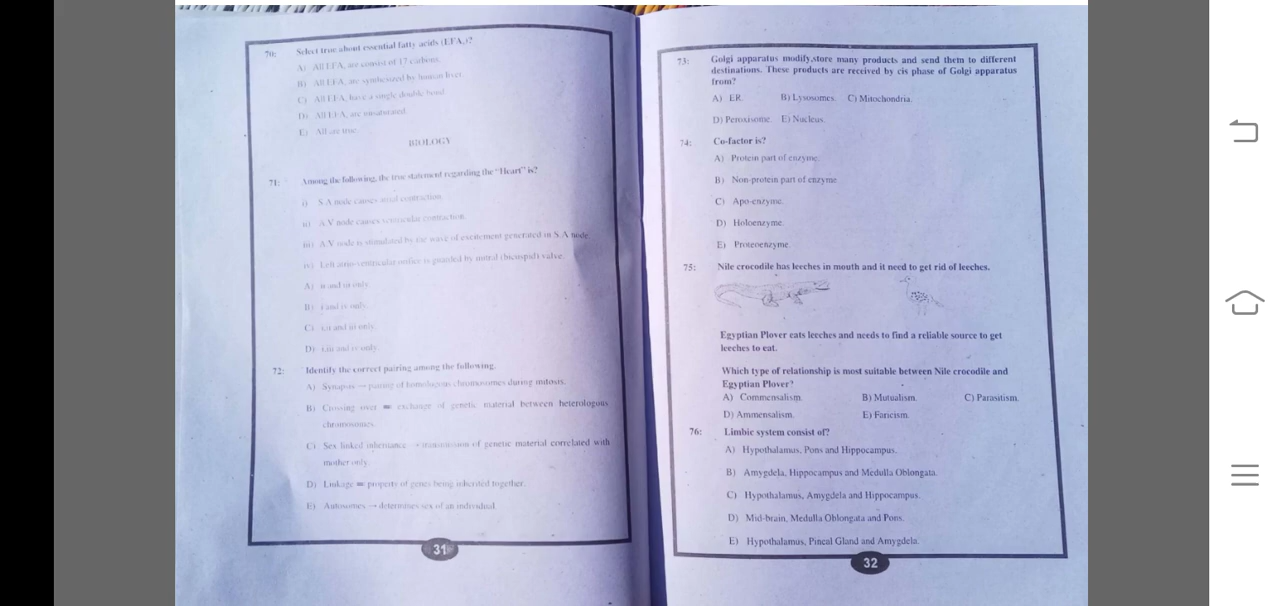 70: Select true about essential fatty acids (EFA,)?
A) All EFA, are consist of 17 carbons.
B) All EFA, are synthesized by human liver.
C) All EFA, have a single double bond
D) All EFA, are unsaturated.
E) All are true.
BIOLOGY
71: Among the following, the true statement regarding the "Heart" is?
i) S.A node causes atrial contraction.
ii) A.V node causes ventricular contraction.
iii) A.V node is stimulated by the wave of excitement generated in S.A node.
iv) Left atrio-ventricular orifice is guarded by mitral (bicuspid) valve.
A) ii and iii only.
B) i and iv only.
C) i,ii and iii only.
D) i,iii and iv only
72: Identify the correct pairing among the following.
A) Synapsis → pairing of homologous chromosomes during mitosis.
B) Crossing over = exchange of genetic material between heterologous
chromosomes.
C) Sex linked inheritance → transmission of genetic material correlated with
mother only.
D) Linkage = property of genes being inherited together.
E) Autosomes → determines sex of an individual.
31
73: Golgi apparatus modify,store many products and send them to different
destinations. These products are received by cis phase of Golgi apparatus
from?
A) ER. B) Lysosomes. C) Mitochondria.
D) Peroxisome. E) Nucleus.
74: Co-factor is?
A) Protein part of enzyme.
B) Non-protein part of enzyme
C) Apo-enzyme.
D) Holoenzyme.
E) Proteoenzyme.
75: Nile crocodile has leeches in mouth and it need to get rid of leeches.
Egyptian Plover eats leeches and needs to find a reliable source to get
leeches to eat.
Which type of relationship is most suitable between Nile crocodile and
Egyptian Plover?
A) Commensalism. B) Mutualism. C) Parasitism.
D) Ammensalism. E) Faricism.
76: Limbic system consist of?
A) Hypothalamus, Pons and Hippocampus.
B) Amygdela, Hippocampus and Medulla Oblongata.
C) Hypothalamus, Amygdela and Hippocampus.
D) Mid-brain, Medulla Oblongata and Pons.
E) Hypothalamus, Pineal Gland and Amygdela.
32